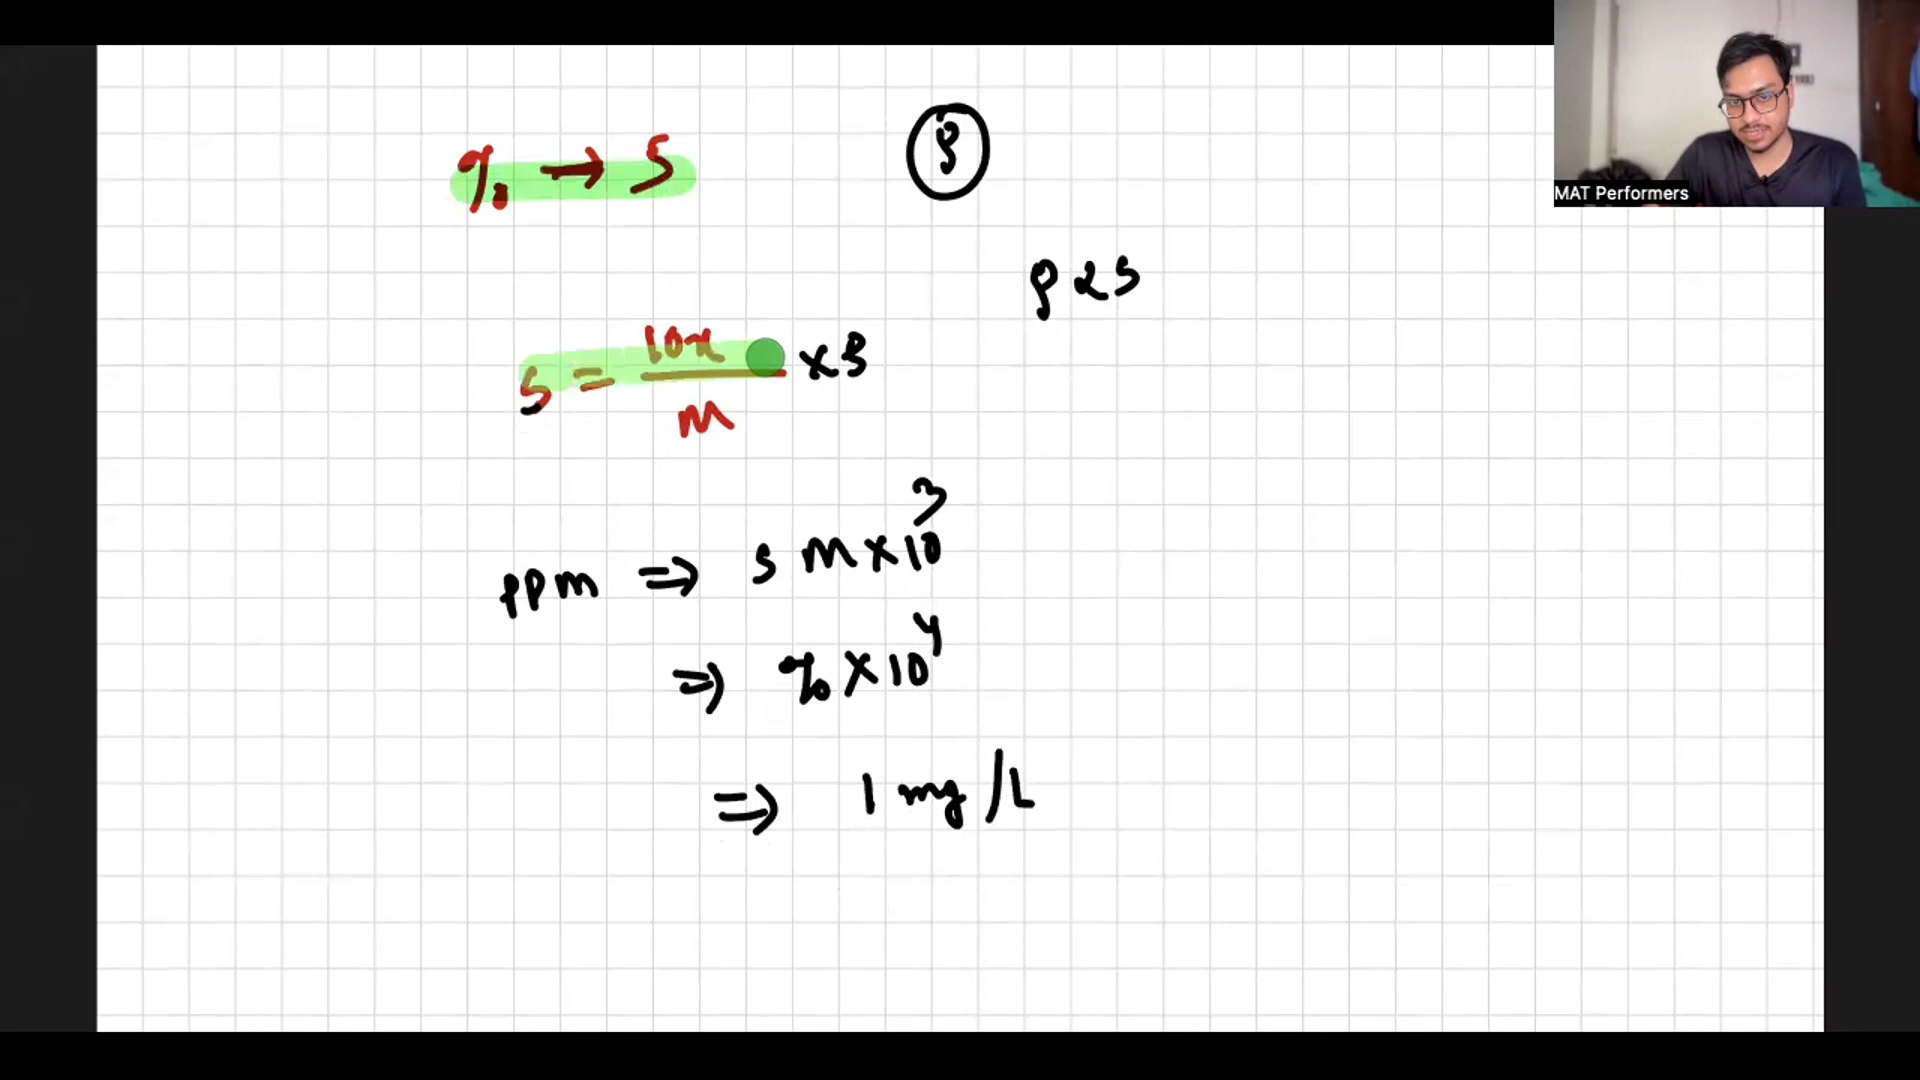 % → S
ρ
ρ α S
S = 10x / M × ρ
ppm ⇒ S M × 10³
⇒ % × 10⁴
⇒ 1 mg/L
MAT Performers